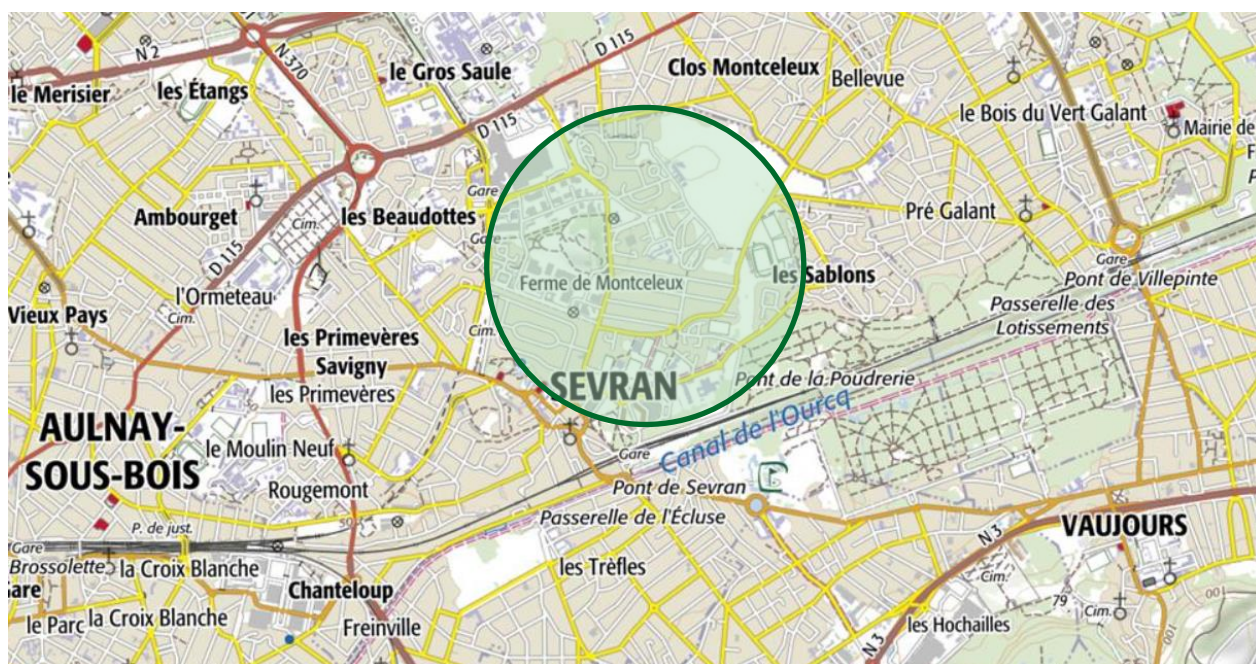 N 2
N 370
D 115
le Merisier
les Étangs
le Gros Saule
Clos Montceleux
Bellevue
le Bois du Vert Galant
Mairie de
D 115
Gare
Ambourget
Cim.
les Beaudottes
Gare
Pré Galant
D 115
Gare
l'Ormeteau
Cim.
Ferme de Montceleux
les Sablons
Pont de Villepinte
Vieux Pays
Passerelle des
Lotissements
les Primevères
Cim.
Savigny
les Primevères
SEVRAN
Pont de la Poudrerie
AULNAY-
SOUS-BOIS
le Moulin Neuf
Gare
Canal de l'Ourcq
Rougemont
Pont de Sevran
P. de just.
Passerelle de l'Écluse
N 3
VAUJOURS
Gare
Brossolette
la Croix Blanche
les Trèfles
Cim.
are
Chanteloup
79
Cim.
le Parc
la Croix Blanche
Freinville
N 3
les Hochailles
100
100